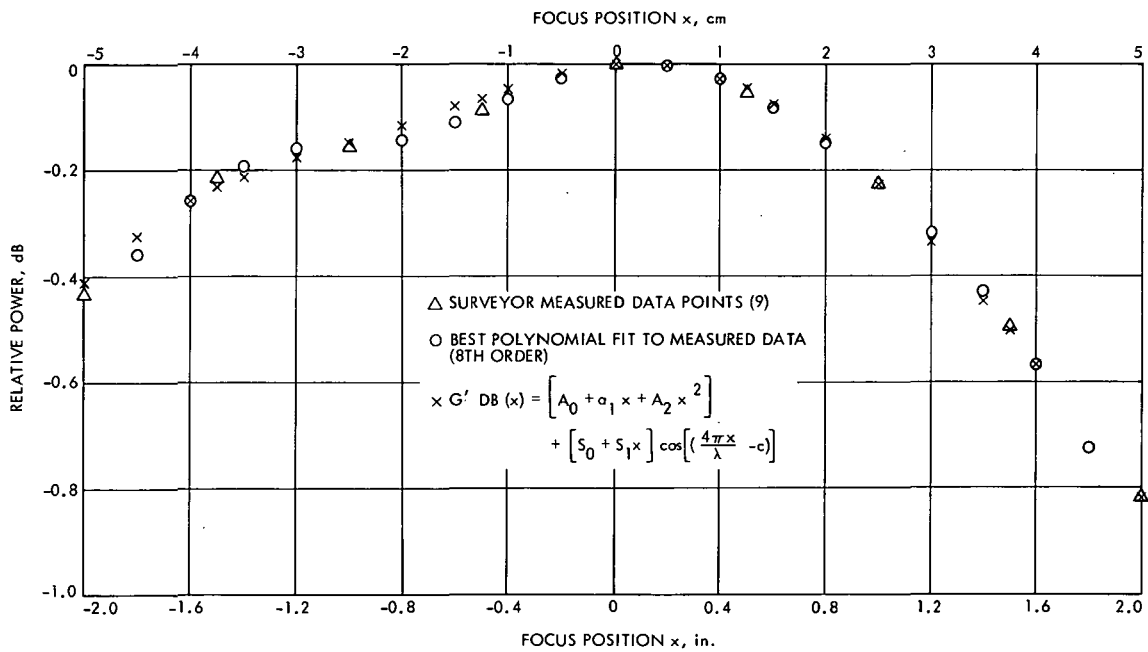 FOCUS POSITION x, cm
-5 -4 -3 -2 -1 0 1 2 3 4 5
RELATIVE POWER, dB
0
-0.2
-0.4
-0.6
-0.8
-1.0
△ SURVEYOR MEASURED DATA POINTS (9)
○ BEST POLYNOMIAL FIT TO MEASURED DATA
(8TH ORDER)
× G' DB (x) = [A₀ + α₁ x + A₂ x ²]
+ [S₀ + S₁x] cos[(4πx/λ -c)]
-2.0 -1.6 -1.2 -0.8 -0.4 0 0.4 0.8 1.2 1.6 2.0
FOCUS POSITION x, in.